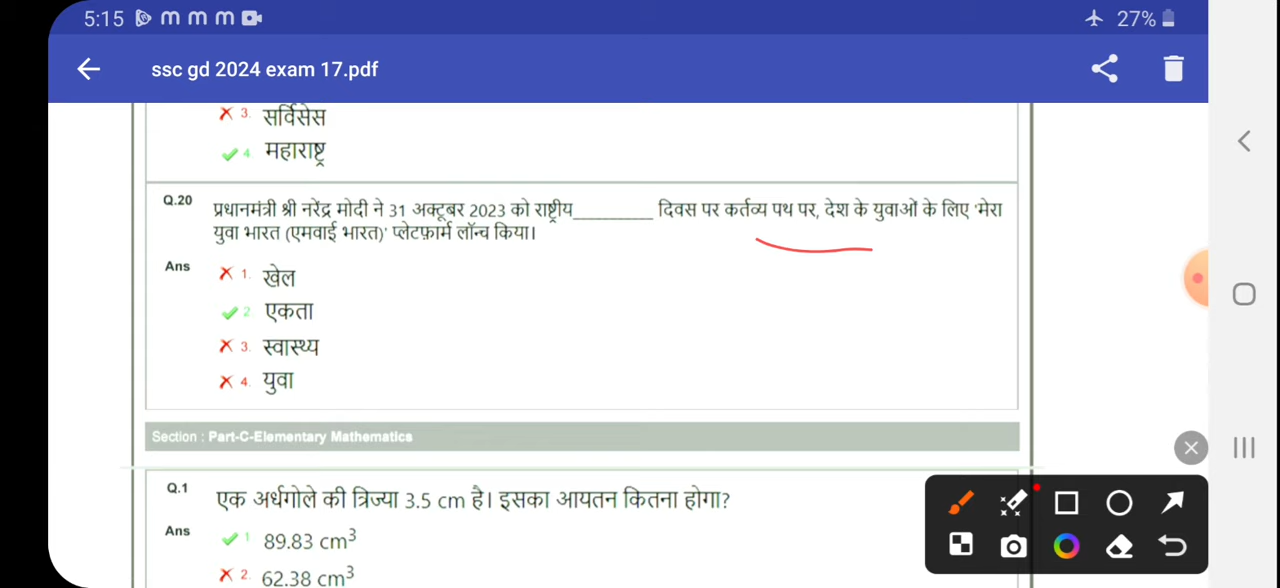 5:15 27%
ssc gd 2024 exam 17.pdf
3. सर्विसेस
4 महाराष्ट्र
Q.20 प्रधानमंत्री श्री नरेंद्र मोदी ने 31 अक्टूबर 2023 को राष्ट्रीय_________ दिवस पर कर्तव्य पथ पर, देश के युवाओं के लिए 'मेरा
युवा भारत (एमवाई भारत)' प्लेटफ़ार्म लॉन्च किया।
Ans 1. खेल
2. एकता
3. स्वास्थ्य
4. युवा
Section : Part-C-Elementary Mathematics
Q.1 एक अर्धगोले की त्रिज्या 3.5 cm है। इसका आयतन कितना होगा?
Ans 1 89.83 cm³
2. 62.38 cm³